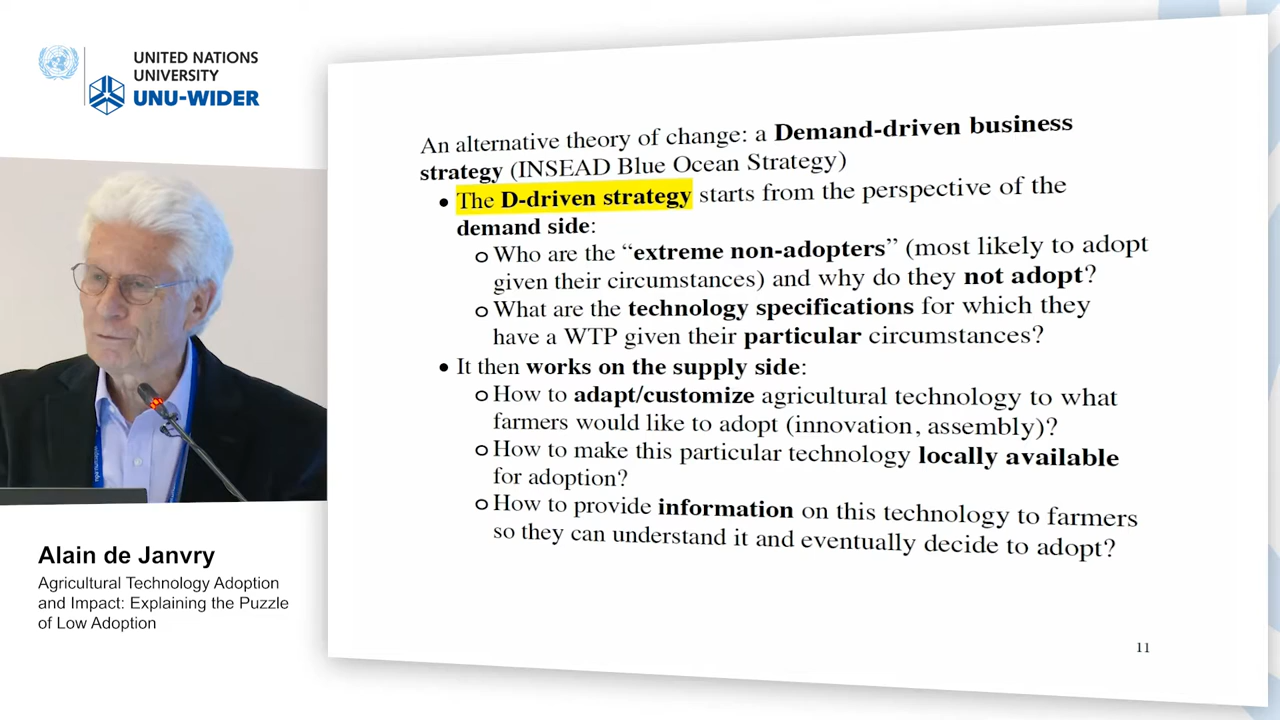 UNITED NATIONS
UNIVERSITY
UNU-WIDER
An alternative theory of change: a Demand-driven business
strategy (INSEAD Blue Ocean Strategy)
• The D-driven strategy starts from the perspective of the
demand side:
o Who are the “extreme non-adopters” (most likely to adopt
given their circumstances) and why do they not adopt?
o What are the technology specifications for which they
have a WTP given their particular circumstances?
• It then works on the supply side:
o How to adapt/customize agricultural technology to what
farmers would like to adopt (innovation, assembly)?
o How to make this particular technology locally available
for adoption?
o How to provide information on this technology to farmers
so they can understand it and eventually decide to adopt?
11
Alain de Janvry
Agricultural Technology Adoption
and Impact: Explaining the Puzzle
of Low Adoption